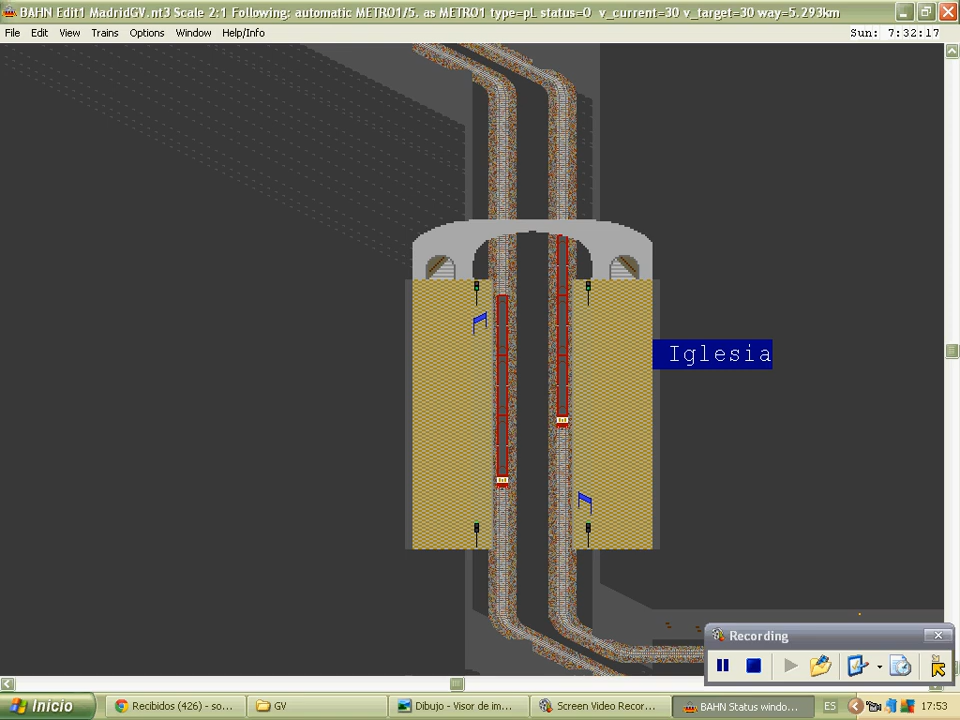 BAHN Edit1 MadridGV.nt3 Scale 2:1 Following: automatic METRO1/5. as METRO1 type=pL status=0 v_current=30 v_target=30 way=5.293km
File Edit View Trains Options Window Help/Info
Sun: 7:32:17
Iglesia
Recording
Inicio
Recibidos (426) - so...
GV
Dibujo - Visor de im...
Screen Video Recor...
BAHN Status windo...
ES
17:53